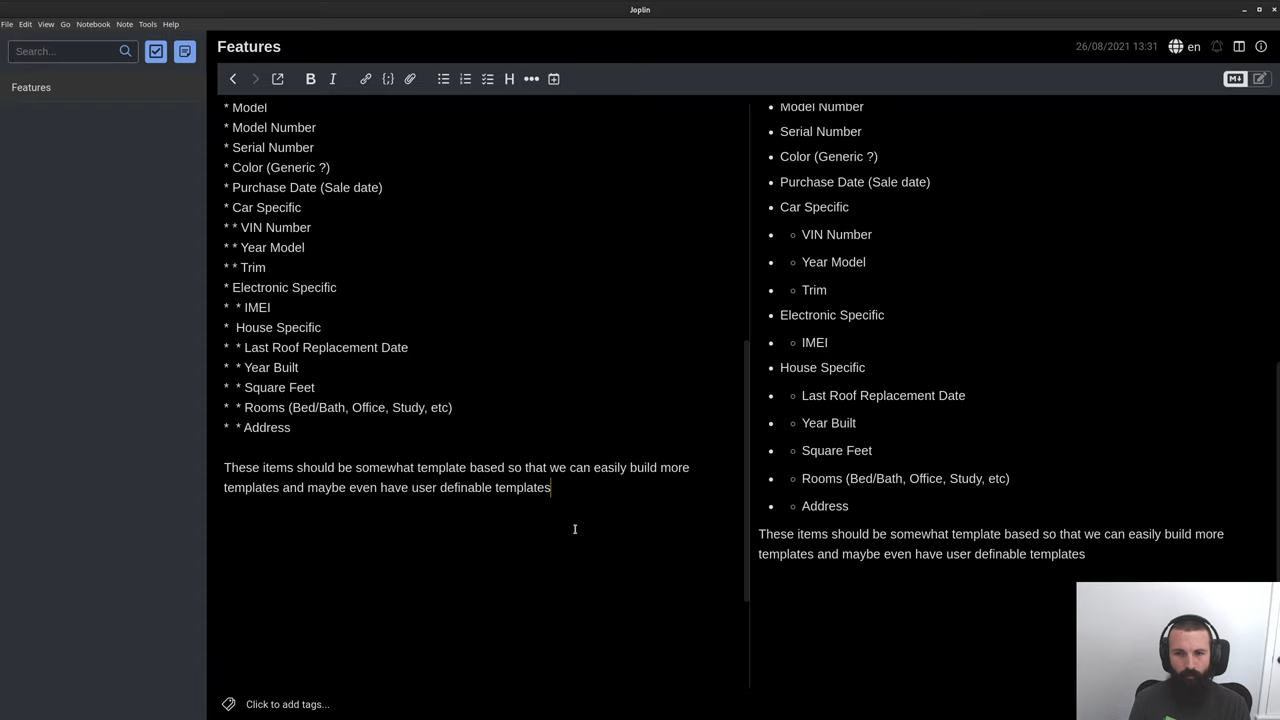 Joplin
File Edit View Go Notebook Note Tools Help
Search...
Features
26/08/2021 13:31
en
Features
B I H
M
* Model
* Model Number
* Serial Number
* Color (Generic ?)
* Purchase Date (Sale date)
* Car Specific
* * VIN Number
* * Year Model
* * Trim
* Electronic Specific
*  * IMEI
*  House Specific
*  * Last Roof Replacement Date
*  * Year Built
*  * Square Feet
*  * Rooms (Bed/Bath, Office, Study, etc)
*  * Address
These items should be somewhat template based so that we can easily build more
templates and maybe even have user definable templates
• Model Number
• Serial Number
• Color (Generic ?)
• Purchase Date (Sale date)
• Car Specific
• ◦ VIN Number
• ◦ Year Model
• ◦ Trim
• Electronic Specific
• ◦ IMEI
• House Specific
• ◦ Last Roof Replacement Date
• ◦ Year Built
• ◦ Square Feet
• ◦ Rooms (Bed/Bath, Office, Study, etc)
• ◦ Address
These items should be somewhat template based so that we can easily build more
templates and maybe even have user definable templates
Click to add tags...